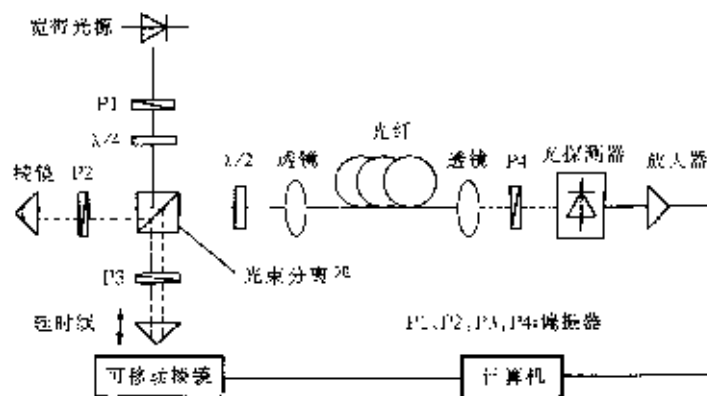 宽带光源
P1
λ/4
棱镜
P2
λ/2
透镜
光纤
透镜
P4
光探测器
放大器
P3
光束分离器
延时线
P1、P2,P3,P4:偏振器
可移动棱镜
计算机